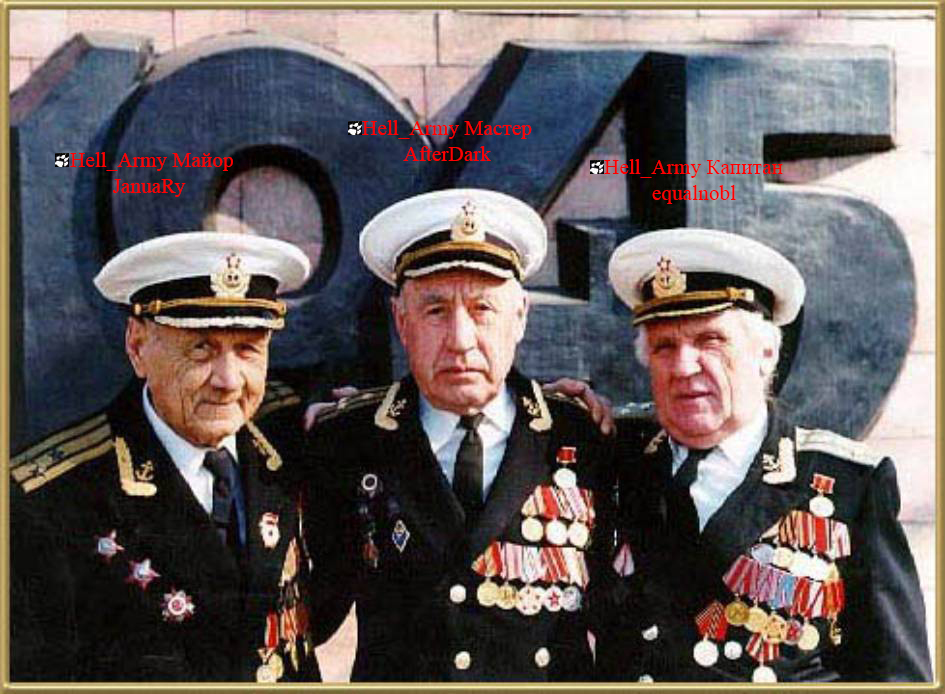 Hell_Army Мастер
AfterDark
Hell_Army Майор
JanuaRy
Hell_Army Капитан
equalnobl
1945